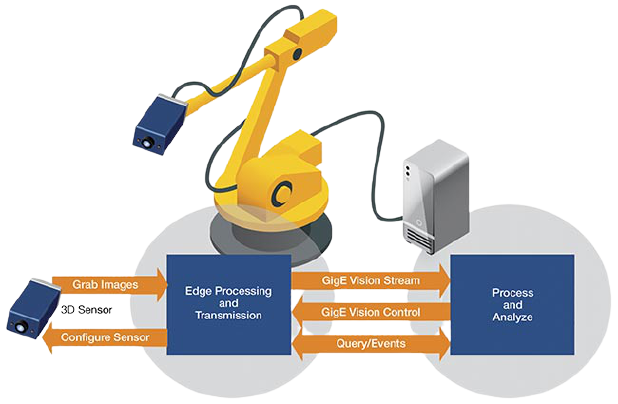 Grab Images
3D Sensor
Configure Sensor
Edge Processing
and
Transmission
GigE Vision Stream
GigE Vision Control
Query/Events
Process
and
Analyze